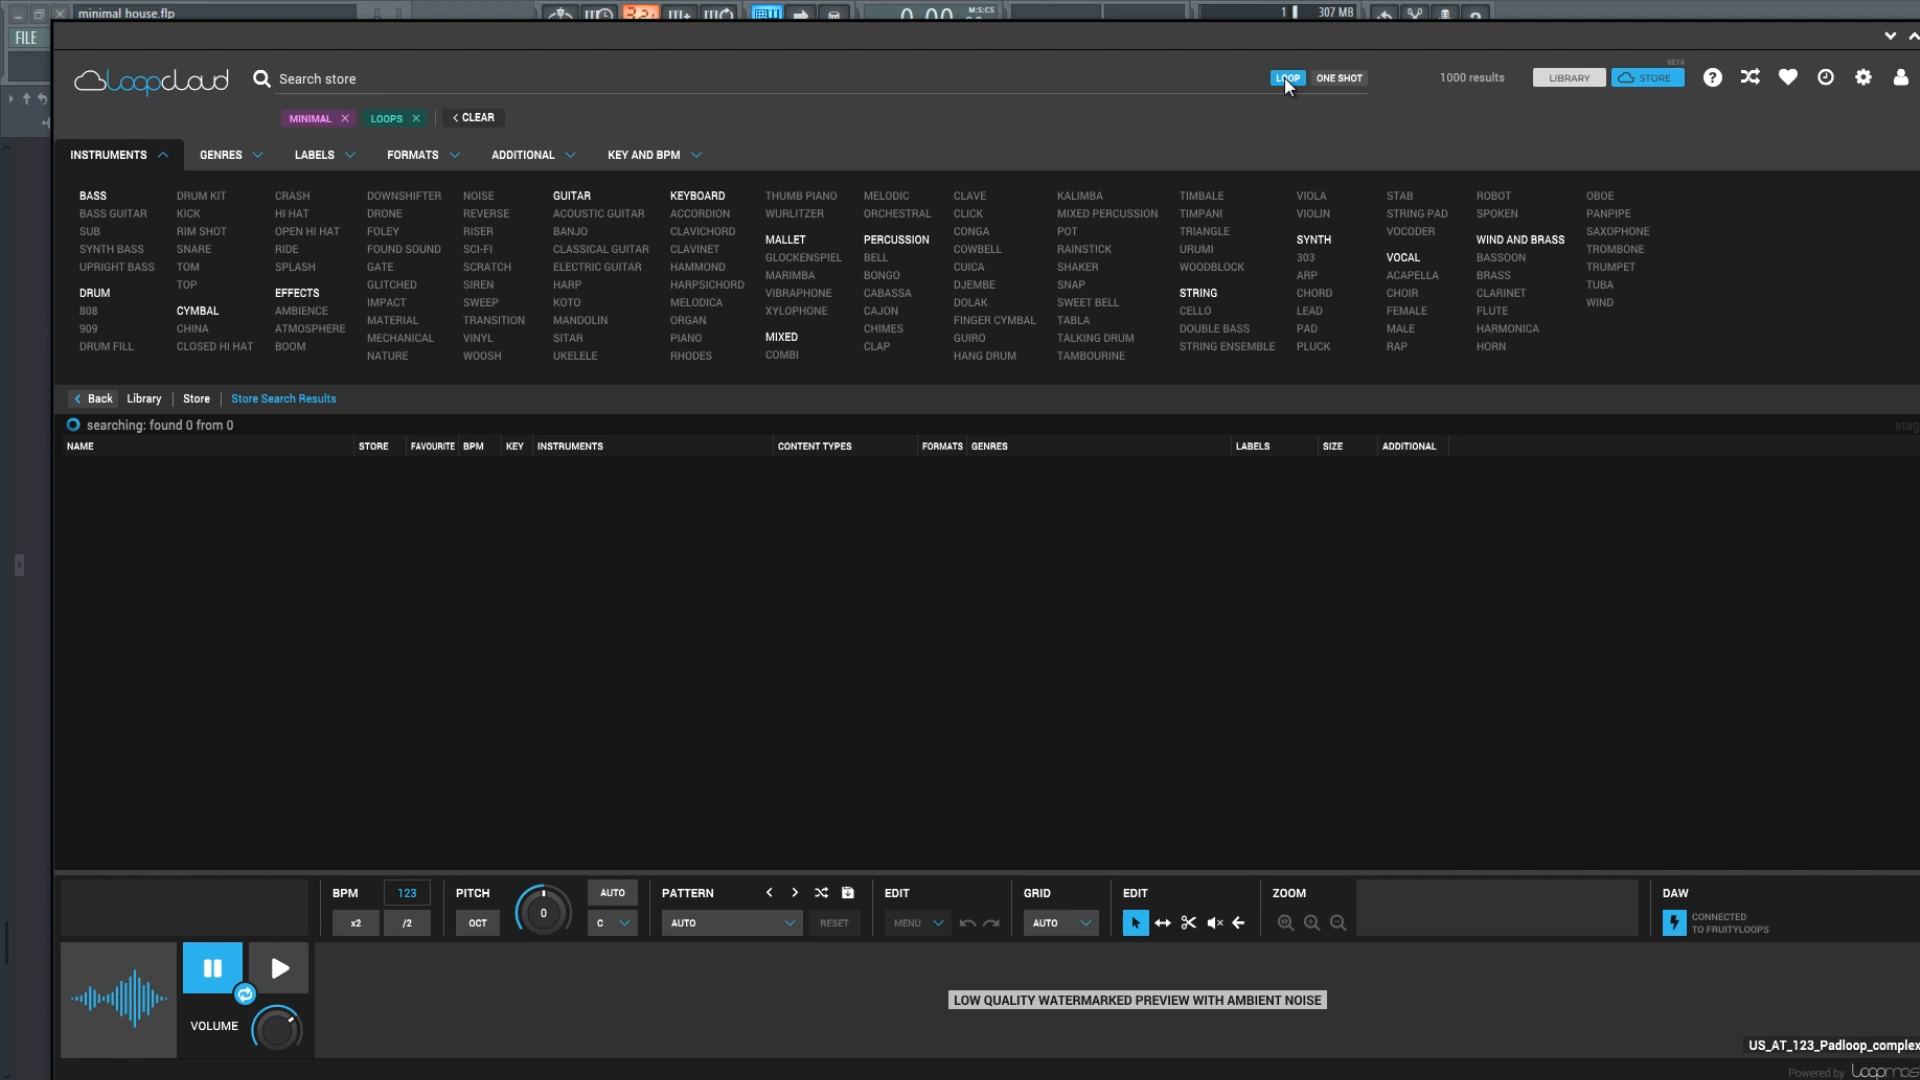 minimal house.flp
32
0 00
M:S:CS
1
307 MB
FILE
loopcloud
Search store
LOOP
ONE SHOT
1000 results
LIBRARY
STORE
BETA
MINIMAL X
LOOPS X
< CLEAR
INSTRUMENTS
GENRES
LABELS
FORMATS
ADDITIONAL
KEY AND BPM
BASS
BASS GUITAR
SUB
SYNTH BASS
UPRIGHT BASS
DRUM
808
909
DRUM FILL
DRUM KIT
KICK
RIM SHOT
SNARE
TOM
TOP
CYMBAL
CHINA
CLOSED HI HAT
CRASH
HI HAT
OPEN HI HAT
RIDE
SPLASH
EFFECTS
AMBIENCE
ATMOSPHERE
BOOM
DOWNSHIFTER
DRONE
FOLEY
FOUND SOUND
GATE
GLITCHED
IMPACT
MATERIAL
MECHANICAL
NATURE
NOISE
REVERSE
RISER
SCI-FI
SCRATCH
SIREN
SWEEP
TRANSITION
VINYL
WOOSH
GUITAR
ACOUSTIC GUITAR
BANJO
CLASSICAL GUITAR
ELECTRIC GUITAR
HARP
KOTO
MANDOLIN
SITAR
UKELELE
KEYBOARD
ACCORDION
CLAVICHORD
CLAVINET
HAMMOND
HARPSICHORD
MELODICA
ORGAN
PIANO
RHODES
THUMB PIANO
WURLITZER
MALLET
GLOCKENSPIEL
MARIMBA
VIBRAPHONE
XYLOPHONE
MIXED
COMBI
MELODIC
ORCHESTRAL
PERCUSSION
BELL
BONGO
CABASSA
CAJON
CHIMES
CLAP
CLAVE
CLICK
CONGA
COWBELL
CUICA
DJEMBE
DOLAK
FINGER CYMBAL
GUIRO
HANG DRUM
KALIMBA
MIXED PERCUSSION
POT
RAINSTICK
SHAKER
SNAP
SWEET BELL
TABLA
TALKING DRUM
TAMBOURINE
TIMBALE
TIMPANI
TRIANGLE
URUMI
WOODBLOCK
STRING
CELLO
DOUBLE BASS
STRING ENSEMBLE
VIOLA
VIOLIN
SYNTH
303
ARP
CHORD
LEAD
PAD
PLUCK
STAB
STRING PAD
VOCODER
VOCAL
ACAPELLA
CHOIR
FEMALE
MALE
RAP
ROBOT
SPOKEN
WIND AND BRASS
BASSOON
BRASS
CLARINET
FLUTE
HARMONICA
HORN
OBOE
PANPIPE
SAXOPHONE
TROMBONE
TRUMPET
TUBA
WIND
< Back
Library
Store
Store Search Results
searching: found 0 from 0
stag
NAME
STORE
FAVOURITE
BPM
KEY
INSTRUMENTS
CONTENT TYPES
FORMATS
GENRES
LABELS
SIZE
ADDITIONAL
BPM
123
x2
/2
PITCH
OCT
0
AUTO
C
PATTERN
AUTO
RESET
EDIT
MENU
GRID
AUTO
EDIT
ZOOM
DAW
CONNECTED
TO FRUITYLOOPS
VOLUME
LOW QUALITY WATERMARKED PREVIEW WITH AMBIENT NOISE
US_AT_123_Padloop_complex
Powered by Loopmas